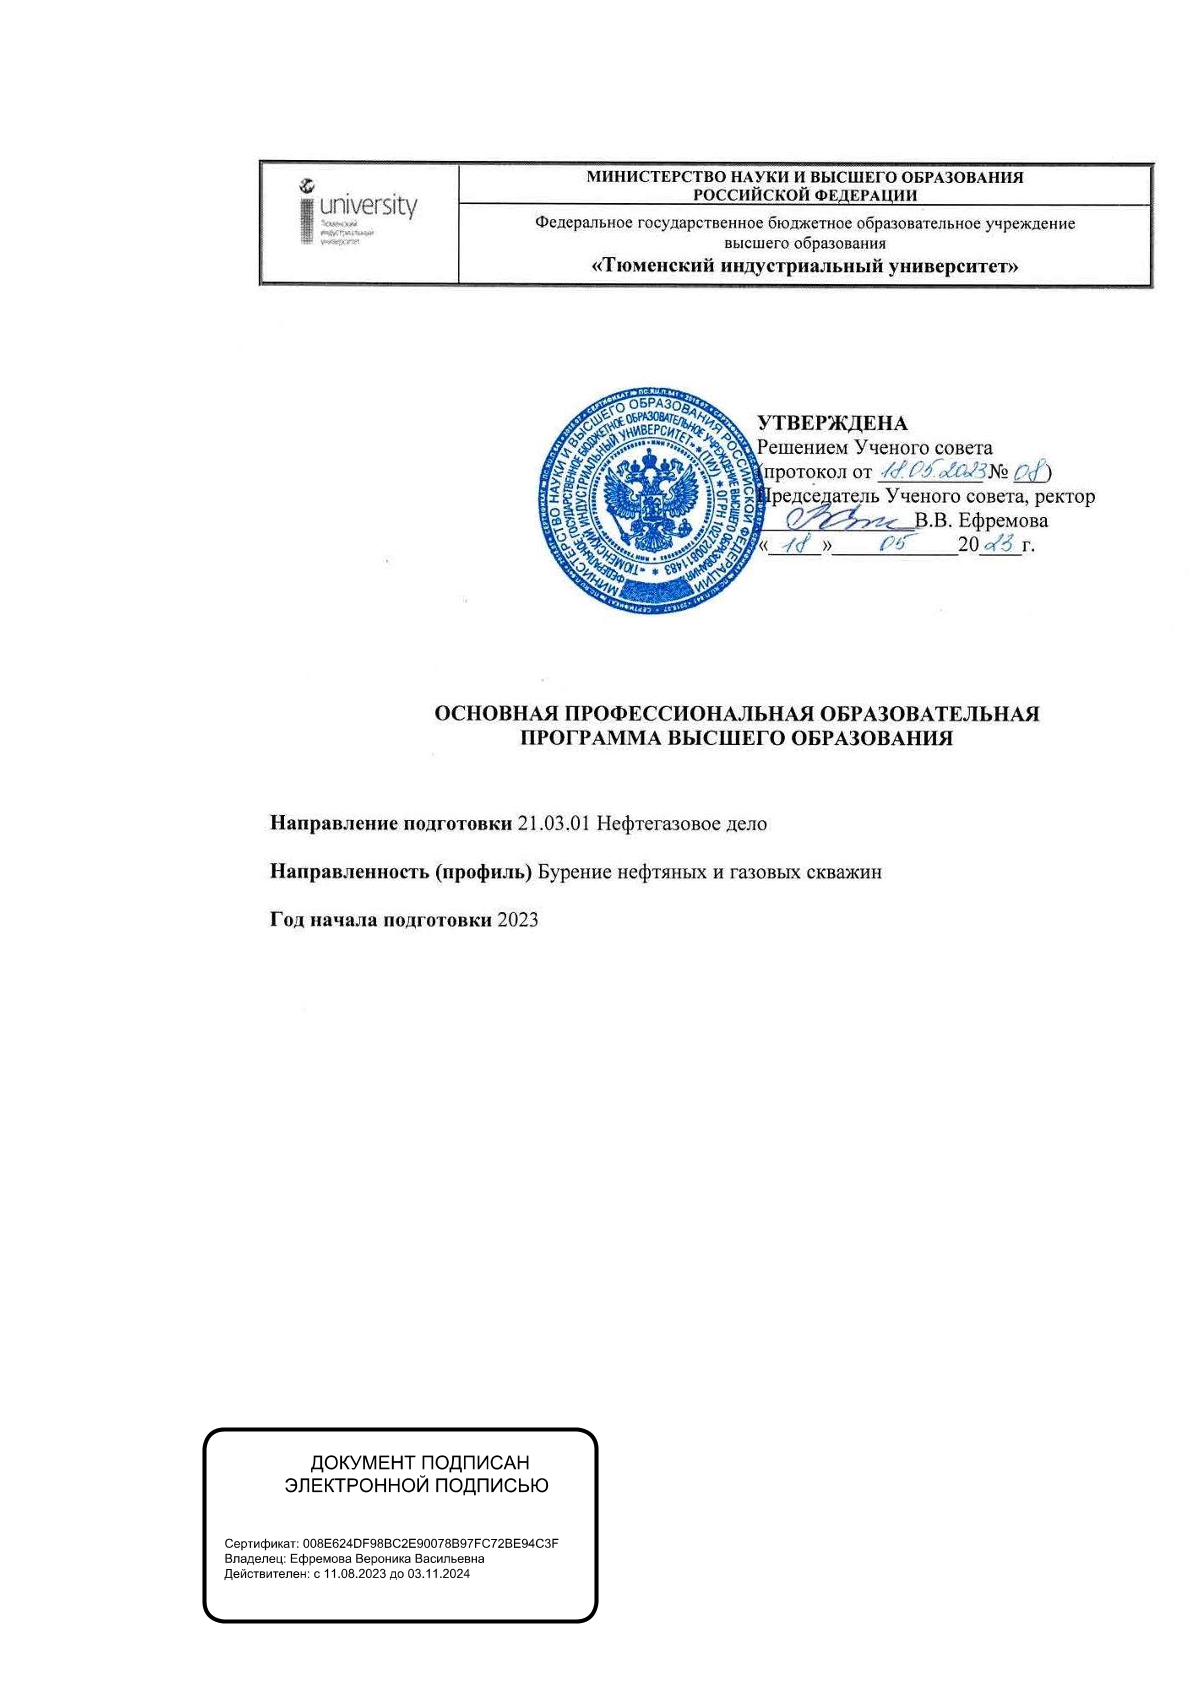 university
Тюменский
индустриальный
университет
МИНИСТЕРСТВО НАУКИ И ВЫСШЕГО ОБРАЗОВАНИЯ
РОССИЙСКОЙ ФЕДЕРАЦИИ
Федеральное государственное бюджетное образовательное учреждение
высшего образования
«Тюменский индустриальный университет»
МИНИСТЕРСТВО НАУКИ И ВЫСШЕГО ОБРАЗОВАНИЯ РОССИЙСКОЙ ФЕДЕРАЦИИ
ФЕДЕРАЛЬНОЕ ГОСУДАРСТВЕННОЕ БЮДЖЕТНОЕ ОБРАЗОВАТЕЛЬНОЕ УЧРЕЖДЕНИЕ ВЫСШЕГО ОБРАЗОВАНИЯ
«ТЮМЕНСКИЙ ИНДУСТРИАЛЬНЫЙ УНИВЕРСИТЕТ» * (ТИУ) * ОГРН 1027200811483 *
УТВЕРЖДЕНА
Решением Ученого совета
(протокол от 18.05.2023 № 08)
Председатель Ученого совета, ректор
В.В. Ефремова
« 18 » 05 2023 г.
ОСНОВНАЯ ПРОФЕССИОНАЛЬНАЯ ОБРАЗОВАТЕЛЬНАЯ
ПРОГРАММА ВЫСШЕГО ОБРАЗОВАНИЯ
Направление подготовки 21.03.01 Нефтегазовое дело
Направленность (профиль) Бурение нефтяных и газовых скважин
Год начала подготовки 2023
ДОКУМЕНТ ПОДПИСАН
ЭЛЕКТРОННОЙ ПОДПИСЬЮ
Сертификат: 008E624DF98BC2E90078B97FC72BE94C3F
Владелец: Ефремова Вероника Васильевна
Действителен: с 11.08.2023 до 03.11.2024